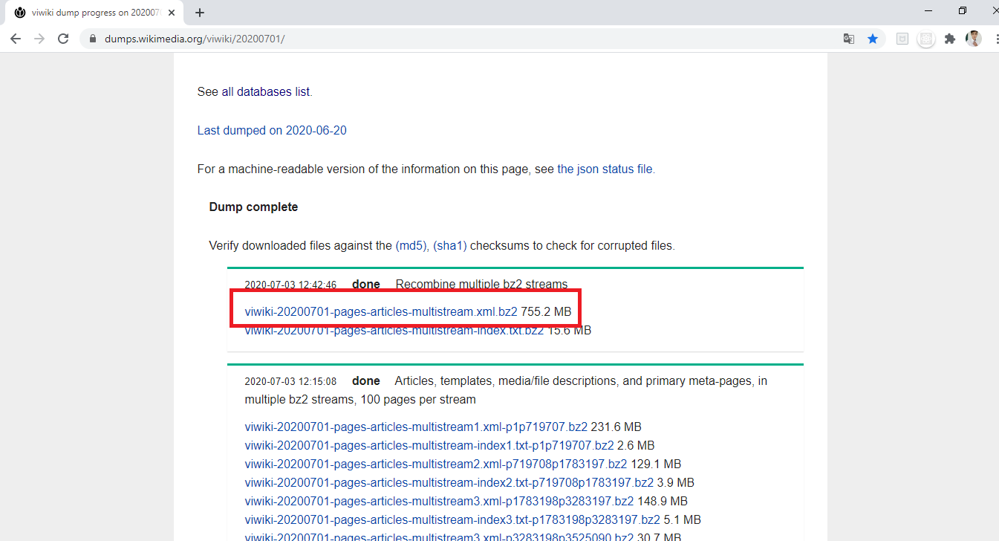 viwiki dump progress on 202007
dumps.wikimedia.org/viwiki/20200701/
See all databases list.
Last dumped on 2020-06-20
For a machine-readable version of the information on this page, see the json status file.
Dump complete
Verify downloaded files against the (md5), (sha1) checksums to check for corrupted files.
2020-07-03 12:42:46 done Recombine multiple bz2 streams
viwiki-20200701-pages-articles-multistream.xml.bz2 755.2 MB
viwiki-20200701-pages-articles-multistream-index.txt.bz2 15.6 MB
2020-07-03 12:15:08 done Articles, templates, media/file descriptions, and primary meta-pages, in
multiple bz2 streams, 100 pages per stream
viwiki-20200701-pages-articles-multistream1.xml-p1p719707.bz2 231.6 MB
viwiki-20200701-pages-articles-multistream-index1.txt-p1p719707.bz2 2.6 MB
viwiki-20200701-pages-articles-multistream2.xml-p719708p1783197.bz2 129.1 MB
viwiki-20200701-pages-articles-multistream-index2.txt-p719708p1783197.bz2 3.9 MB
viwiki-20200701-pages-articles-multistream3.xml-p1783198p3283197.bz2 148.9 MB
viwiki-20200701-pages-articles-multistream-index3.txt-p1783198p3283197.bz2 5.1 MB
viwiki-20200701-pages-articles-multistream3.xml-p3283198p3525090.bz2 30.7 MB